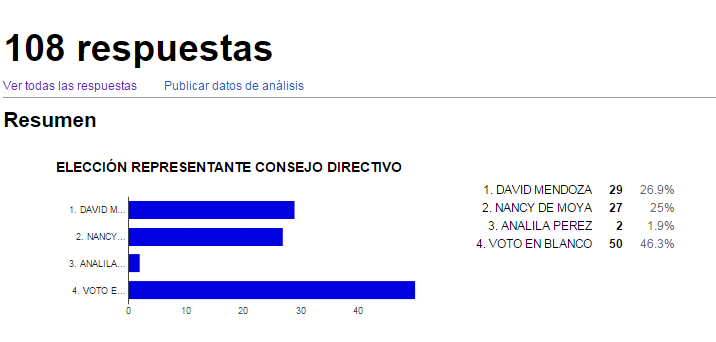 108 respuestas
Ver todas las respuestas Publicar datos de análisis
Resumen
ELECCIÓN REPRESENTANTE CONSEJO DIRECTIVO
1. DAVID M...
2. NANCY...
3. ANALILA...
4. VOTO E...
0 10 20 30 40
1. DAVID MENDOZA 29 26.9%
2. NANCY DE MOYA 27 25%
3. ANALILA PEREZ 2 1.9%
4. VOTO EN BLANCO 50 46.3%